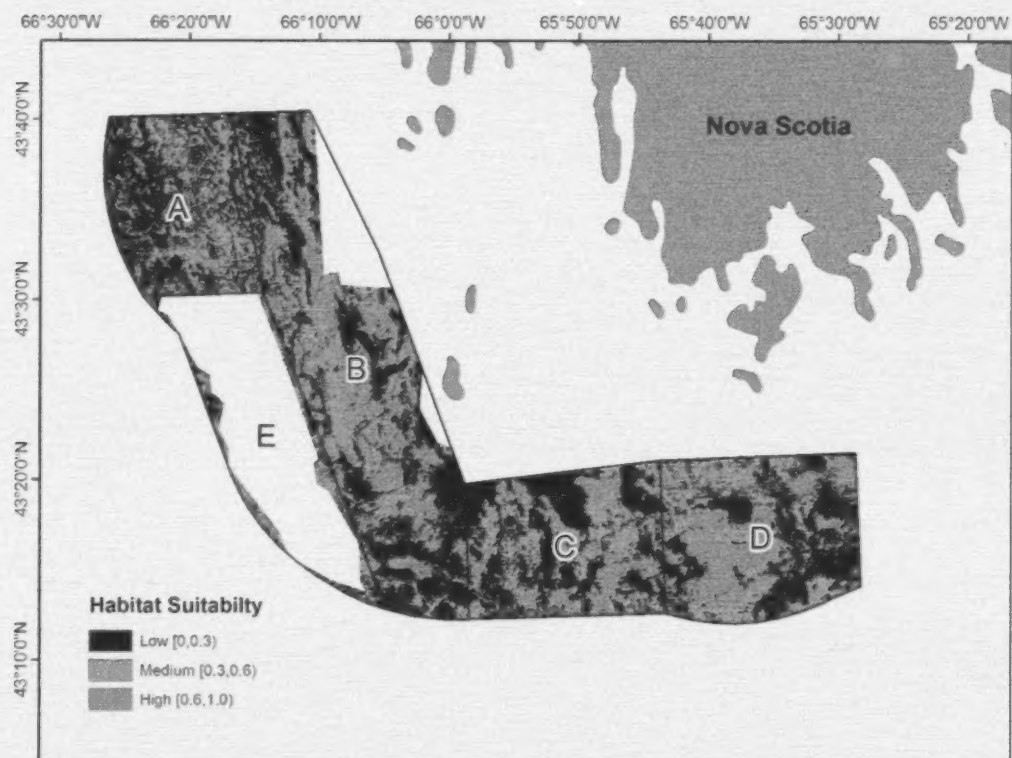 66°30'0"W 66°20'0"W 66°10'0"W 66°0'0"W 65°50'0"W 65°40'0"W 65°30'0"W 65°20'0"W
43°40'0"N
43°30'0"N
43°20'0"N
43°10'0"N
Nova Scotia
A
B
E
C
D
Habitat Suitabilty
Low [0,0.3)
Medium [0.3,0.6)
High [0.6,1.0)